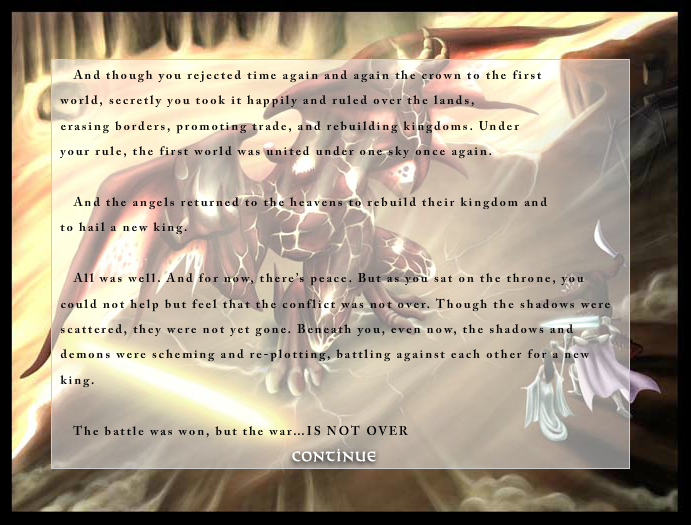 And though you rejected time again and again the crown to the first
world, secretly you took it happily and ruled over the lands,
erasing borders, promoting trade, and rebuilding kingdoms. Under
your rule, the first world was united under one sky once again.
And the angels returned to the heavens to rebuild their kingdom and
to hail a new king.
All was well. And for now, there's peace. But as you sat on the throne, you
could not help but feel that the conflict was not over. Though the shadows were
scattered, they were not yet gone. Beneath you, even now, the shadows and
demons were scheming and re-plotting, battling against each other for a new
king.
The battle was won, but the war...IS NOT OVER
CONTINUE